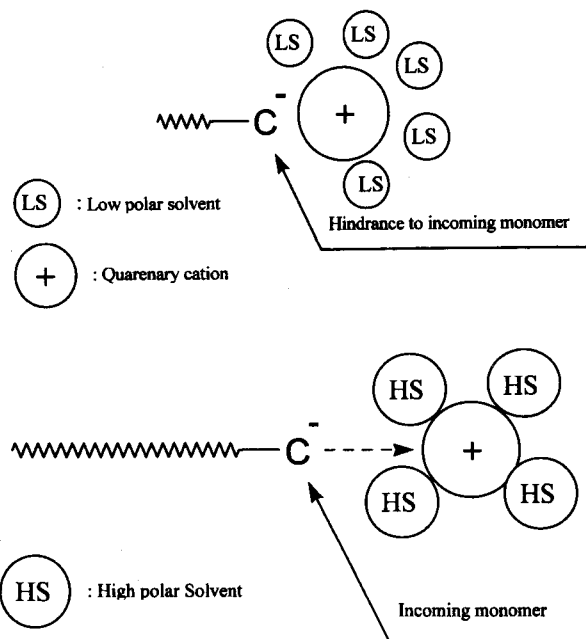 LS
LS
LS
C - +
LS
LS
LS : Low polar solvent
Hindrance to incoming monomer
+ : Quarenary cation
HS HS
C - +
HS HS
HS : High polar Solvent
Incoming monomer